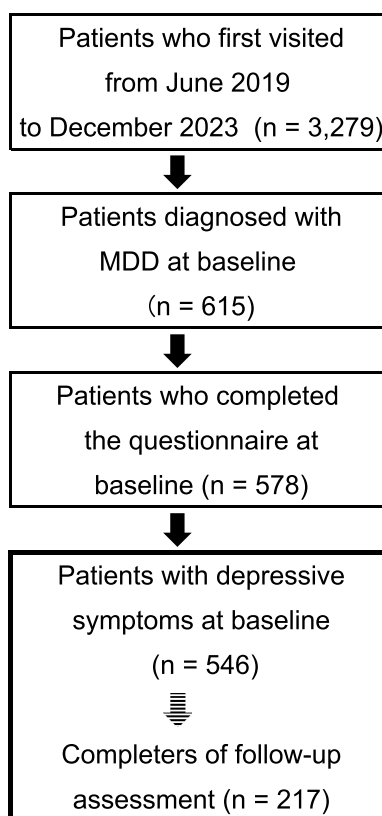 Patients who first visited
from June 2019
to December 2023 (n = 3,279)
Patients diagnosed with
MDD at baseline
（n = 615)
Patients who completed
the questionnaire at
baseline (n = 578)
Patients with depressive
symptoms at baseline
(n = 546)
Completers of follow-up
assessment (n = 217)